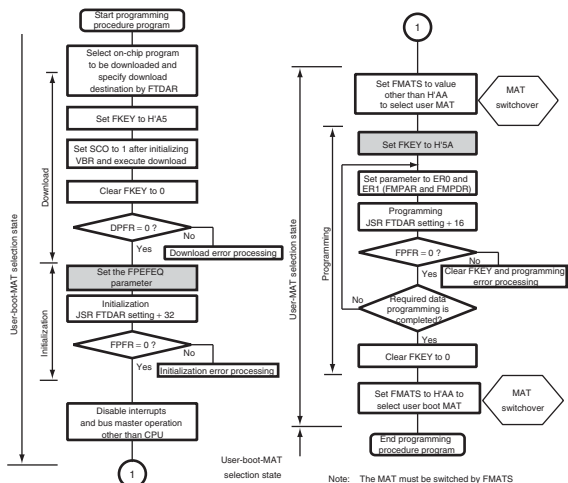 Start programming
procedure program
Select on-chip program
to be downloaded and
specify download
destination by FTDAR
Set FKEY to H'A5
Set SCO to 1 after initializing
VBR and execute download
Clear FKEY to 0
DPFR = 0 ?
No
Yes
Download error processing
Set the FPEFEQ
parameter
Initialization
JSR FTDAR setting + 32
FPFR = 0 ?
No
Yes
Initialization error processing
Disable interrupts
and bus master operation
other than CPU
1
User-boot-MAT selection state
Download
Initialization
1
Set FMATS to value
other than H'AA
to select user MAT
MAT
switchover
Set FKEY to H'5A
Set parameter to ER0 and
ER1 (FMPAR and FMPDR)
Programming
JSR FTDAR setting + 16
FPFR = 0 ?
No
Yes
Clear FKEY and programming
error processing
Required data
programming is
completed?
No
Yes
Clear FKEY to 0
Set FMATS to H'AA to
select user boot MAT
MAT
switchover
End programming
procedure program
User-MAT selection state
Programming
User-boot-MAT
selection state
Note: The MAT must be switched by FMATS